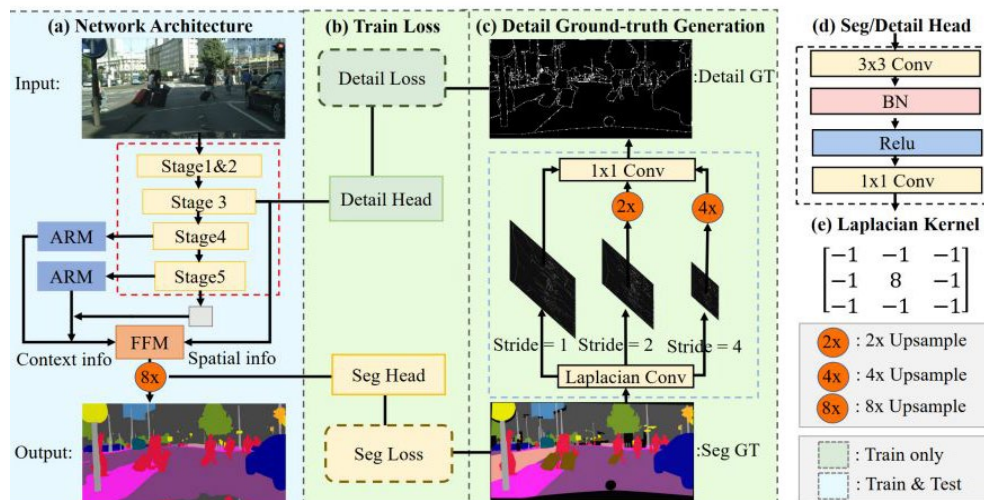 (a) Network Architecture
Input:
Stage1&2
Stage 3
ARM
Stage4
ARM
Stage5
FFM
Context info
Spatial info
8x
Output:
(b) Train Loss
Detail Loss
Detail Head
Seg Head
Seg Loss
(c) Detail Ground-truth Generation
:Detail GT
1x1 Conv
2x
4x
Stride = 1
Stride = 2
Stride = 4
Laplacian Conv
:Seg GT
(d) Seg/Detail Head
3x3 Conv
BN
Relu
1x1 Conv
(e) Laplacian Kernel
−1 −1 −1
−1 8 −1
−1 −1 −1
2x : 2x Upsample
4x : 4x Upsample
8x : 8x Upsample
: Train only
: Train & Test